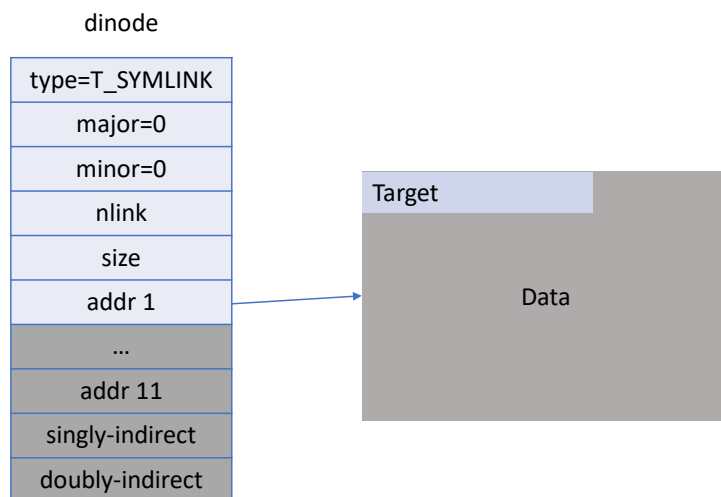 dinode
type=T_SYMLINK
major=0
minor=0
nlink
size
addr 1
...
addr 11
singly-indirect
doubly-indirect
Target
Data